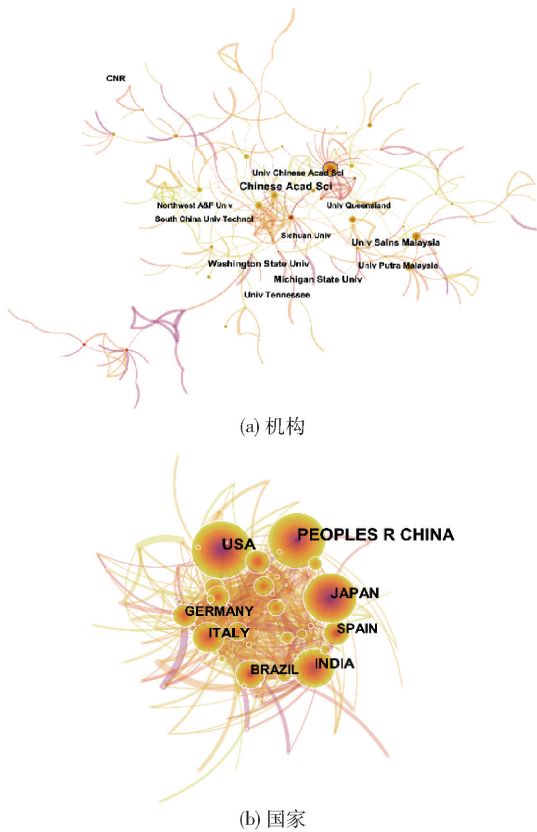 CNR
Univ Chinese Acad Sci
Chinese Acad Sci
Northwest A&F Univ
Univ Queensland
South China Univ Technol
Sichuan Univ
Univ Sains Malaysia
Washington State Univ
Univ Putra Malaysia
Michigan State Univ
Univ Tennessee
(a) 机构
PEOPLES R CHINA
USA
JAPAN
GERMANY
SPAIN
ITALY
INDIA
BRAZIL
(b) 国家